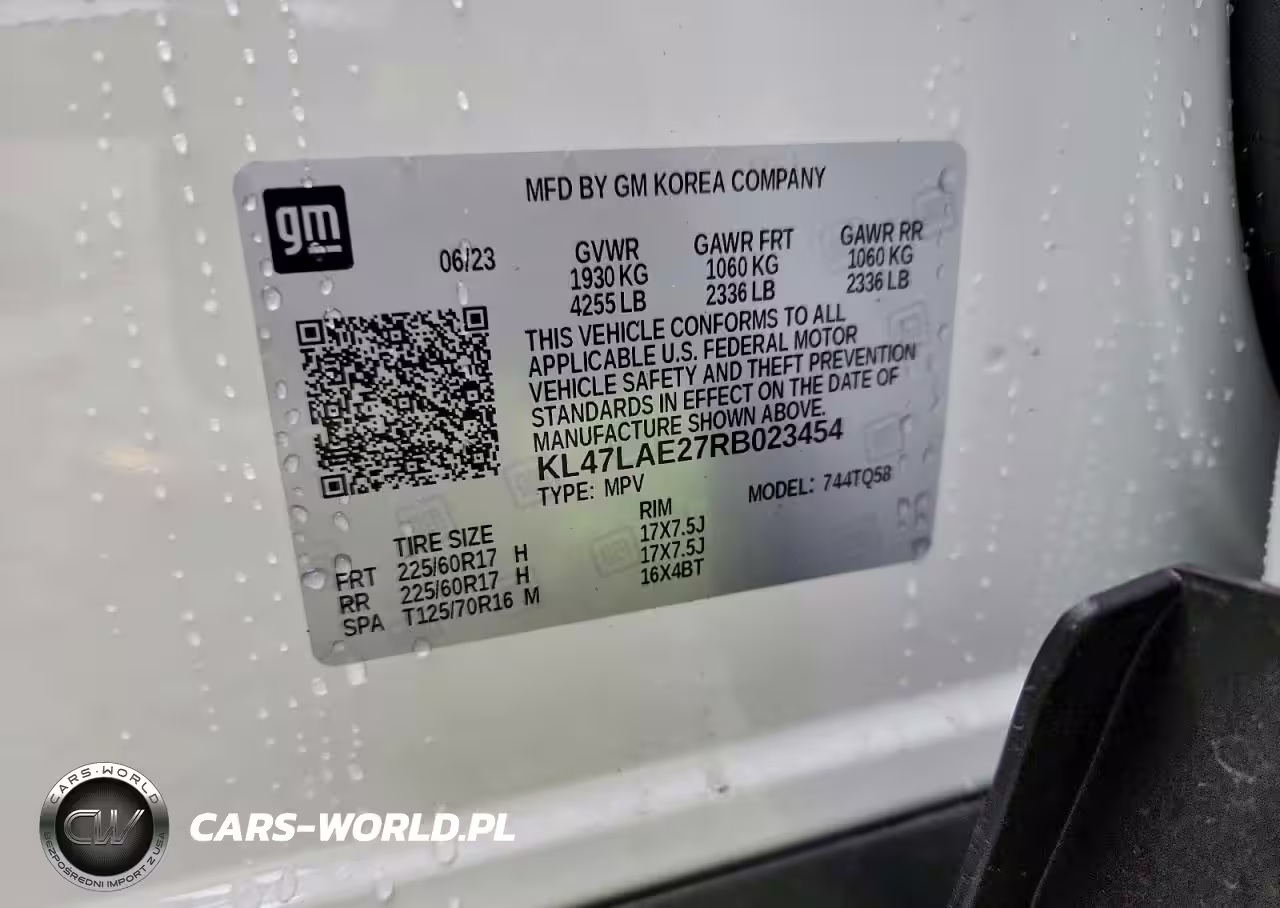 MFD BY GM KOREA COMPANY
gm
06/23
GVWR GAWR FRT GAWR RR
1930 KG 1060 KG 1060 KG
4255 LB 2336 LB 2336 LB
THIS VEHICLE CONFORMS TO ALL
APPLICABLE U.S. FEDERAL MOTOR
VEHICLE SAFETY AND THEFT PREVENTION
STANDARDS IN EFFECT ON THE DATE OF
MANUFACTURE SHOWN ABOVE.
KL47LAE27RB023454
TYPE: MPV MODEL: 744TQ58
TIRE SIZE RIM
FRT 225/60R17 H 17X7.5J
RR 225/60R17 H 17X7.5J
SPA T125/70R16 M 16X4BT
CARS-WORLD
CW
BEZPOŚREDNI IMPORT Z USA
CARS-WORLD.PL